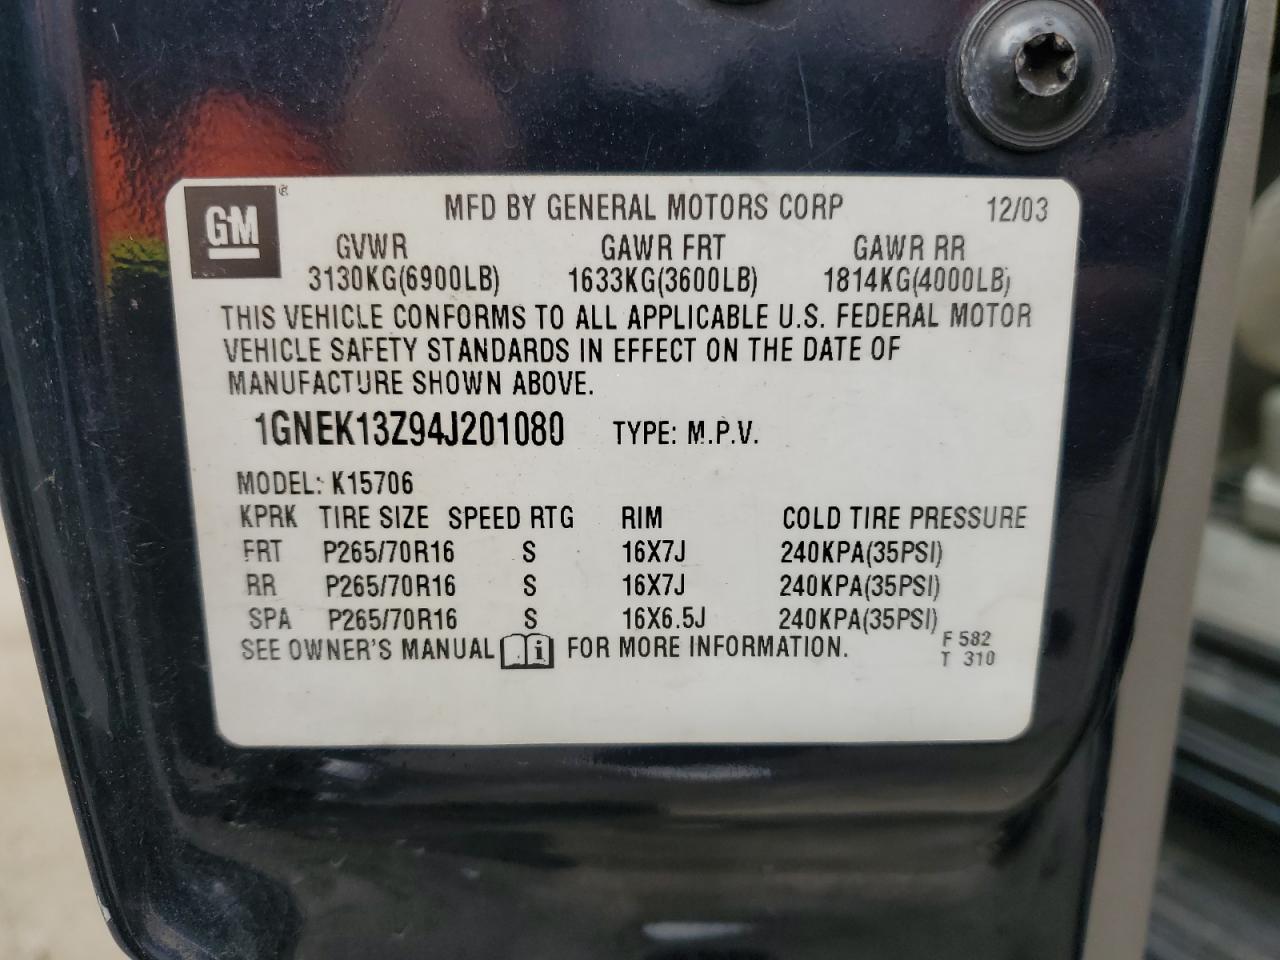 GM ®
MFD BY GENERAL MOTORS CORP 12/03
GVWR GAWR FRT GAWR RR
3130KG(6900LB) 1633KG(3600LB) 1814KG(4000LB)
THIS VEHICLE CONFORMS TO ALL APPLICABLE U.S. FEDERAL MOTOR
VEHICLE SAFETY STANDARDS IN EFFECT ON THE DATE OF
MANUFACTURE SHOWN ABOVE.
1GNEK13Z94J201080 TYPE: M.P.V.
MODEL: K15706
KPRK TIRE SIZE SPEED RTG RIM COLD TIRE PRESSURE
FRT P265/70R16 S 16X7J 240KPA(35PSI)
RR P265/70R16 S 16X7J 240KPA(35PSI)
SPA P265/70R16 S 16X6.5J 240KPA(35PSI)
SEE OWNER'S MANUAL i FOR MORE INFORMATION. F 582
T 310